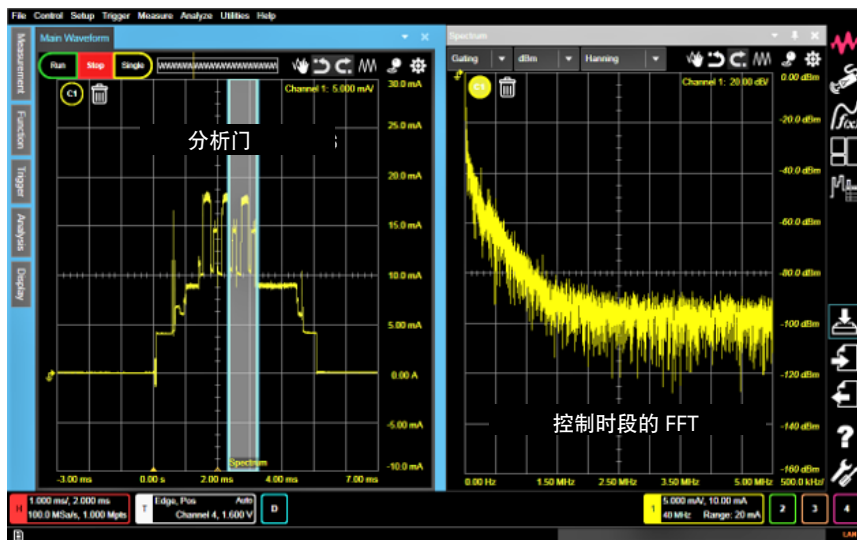 File Control Setup Trigger Measure Analyze Utilities Help
Measurement
Function
Trigger
Analysis
Display
Main Waveform
Run
Stop
Single
C1
Channel 1: 5.000 mA/
分析门
30.0 mA
25.0 mA
20.0 mA
15.0 mA
10.0 mA
5.00 mA
0.00 A
-5.00 mA
-10.0 mA
Spectrum
-3.00 ms
0.00 s
2.00 ms
4.00 ms
7.00 ms
Spectrum
Gating
dBm
Hanning
C1
Channel 1: 20.00 dB/
0.00 dBm
-20.0 dBm
-40.0 dBm
-60.0 dBm
-80.0 dBm
-100 dBm
-120 dBm
-140 dBm
-160 dBm
控制时段的 FFT
0.00 Hz
1.50 MHz
2.50 MHz
3.50 MHz
5.00 MHz
500.0 kHz/
f(x)
H
1.000 ms/, 2.000 ms
100.0 MSa/s, 1.000 Mpts
T
Edge, Pos Auto
Channel 4, 1.600 V
D
1
5.000 mA/, 10.00 mA
40 MHz Range: 20 mA
2
3
4
?
LAN